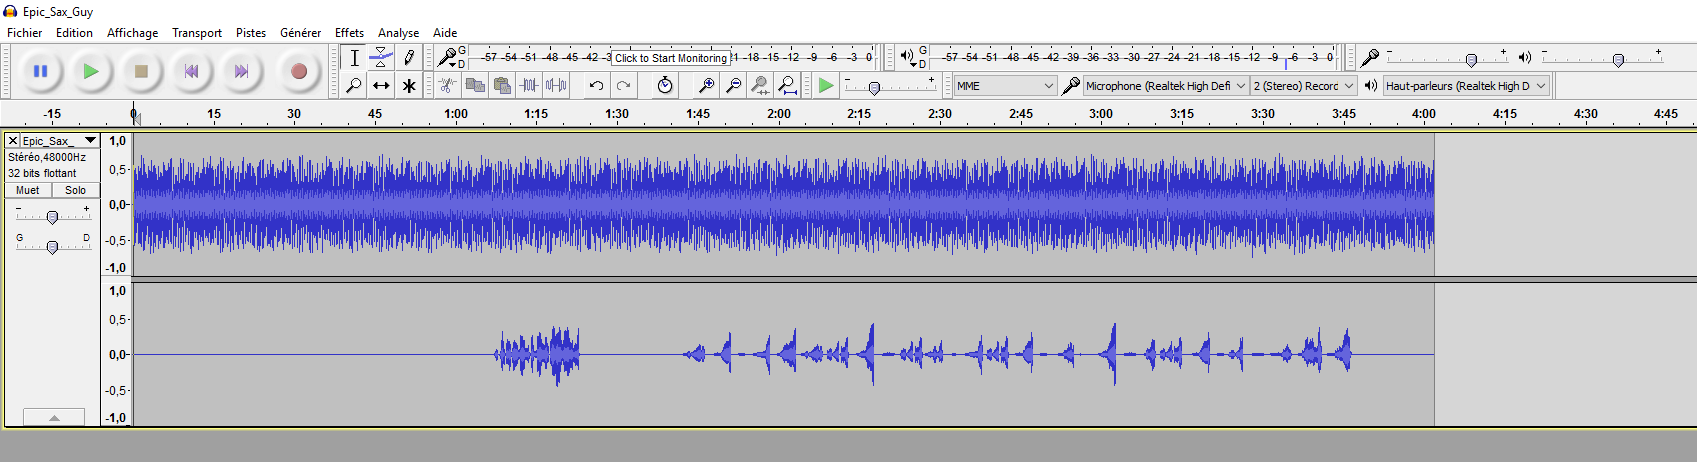 Epic_Sax_Guy
Fichier Edition Affichage Transport Pistes Générer Effets Analyse Aide
G D -57 -54 -51 -48 -45 -42 -3 Click to Start Monitoring 21 -18 -15 -12 -9 -6 -3 0
G D -57 -54 -51 -48 -45 -42 -39 -36 -33 -30 -27 -24 -21 -18 -15 -12 -9 -6 -3 0
- +
- +
- +
MME
Microphone (Realtek High Defi
2 (Stereo) Record
Haut-parleurs (Realtek High D
-15 0 15 30 45 1:00 1:15 1:30 1:45 2:00 2:15 2:30 2:45 3:00 3:15 3:30 3:45 4:00 4:15 4:30 4:45
Epic_Sax_
Stéréo,48000Hz
32 bits flottant
Muet Solo
- +
G D
1,0
0,5
0,0
-0,5
-1,0
1,0
0,5
0,0
-0,5
-1,0